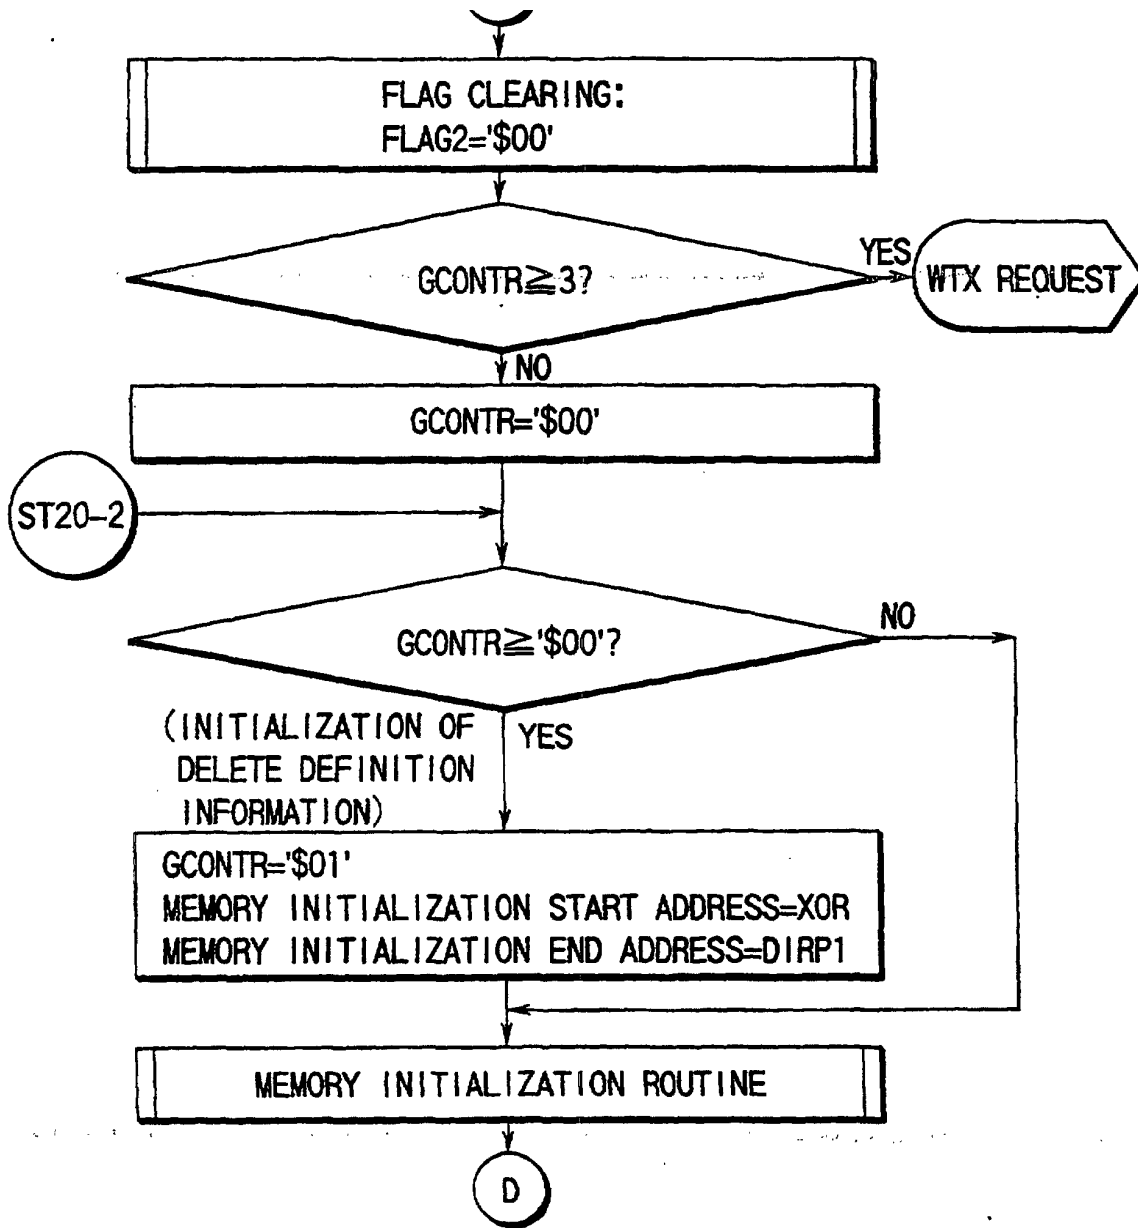 FLAG CLEARING:
FLAG2='$00'
GCONTR≧3?
YES
WTX REQUEST
NO
GCONTR='$00'
ST20-2
GCONTR≧'$00'?
NO
YES
(INITIALIZATION OF
DELETE DEFINITION
INFORMATION)
GCONTR='$01'
MEMORY INITIALIZATION START ADDRESS=XOR
MEMORY INITIALIZATION END ADDRESS=DIRP1
MEMORY INITIALIZATION ROUTINE
D